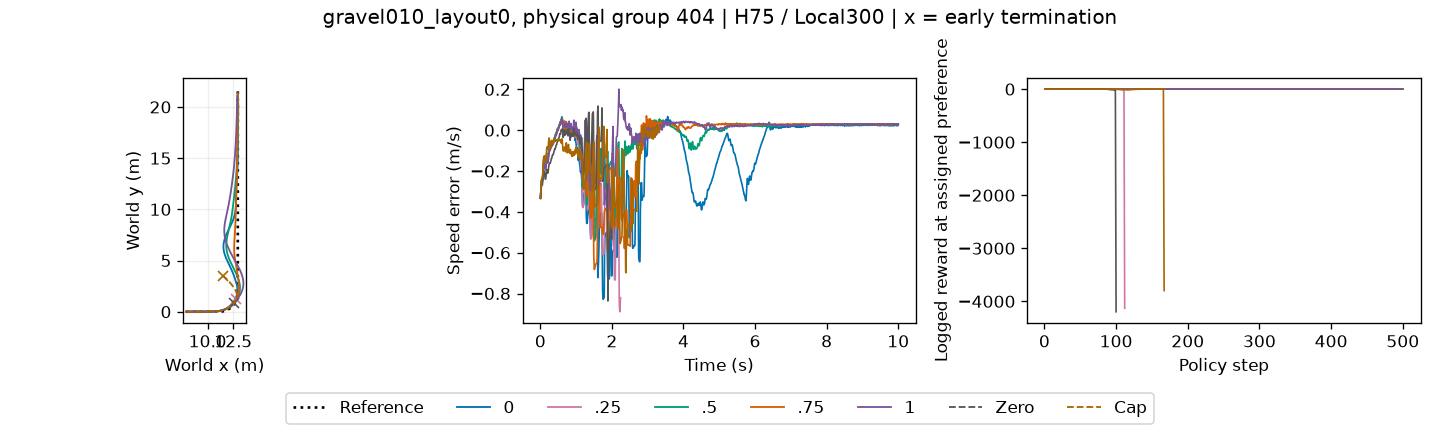 gravel010_layout0, physical group 404 | H75 / Local300 | x = early termination
World y (m)
20
15
10
5
0
10.0
12.5
World x (m)
Speed error (m/s)
0.2
0.0
−0.2
−0.4
−0.6
−0.8
0 2 4 6 8 10
Time (s)
Logged reward at assigned preference
0
−1000
−2000
−3000
−4000
0 100 200 300 400 500
Policy step
Reference 0 .25 .5 .75 1 Zero Cap